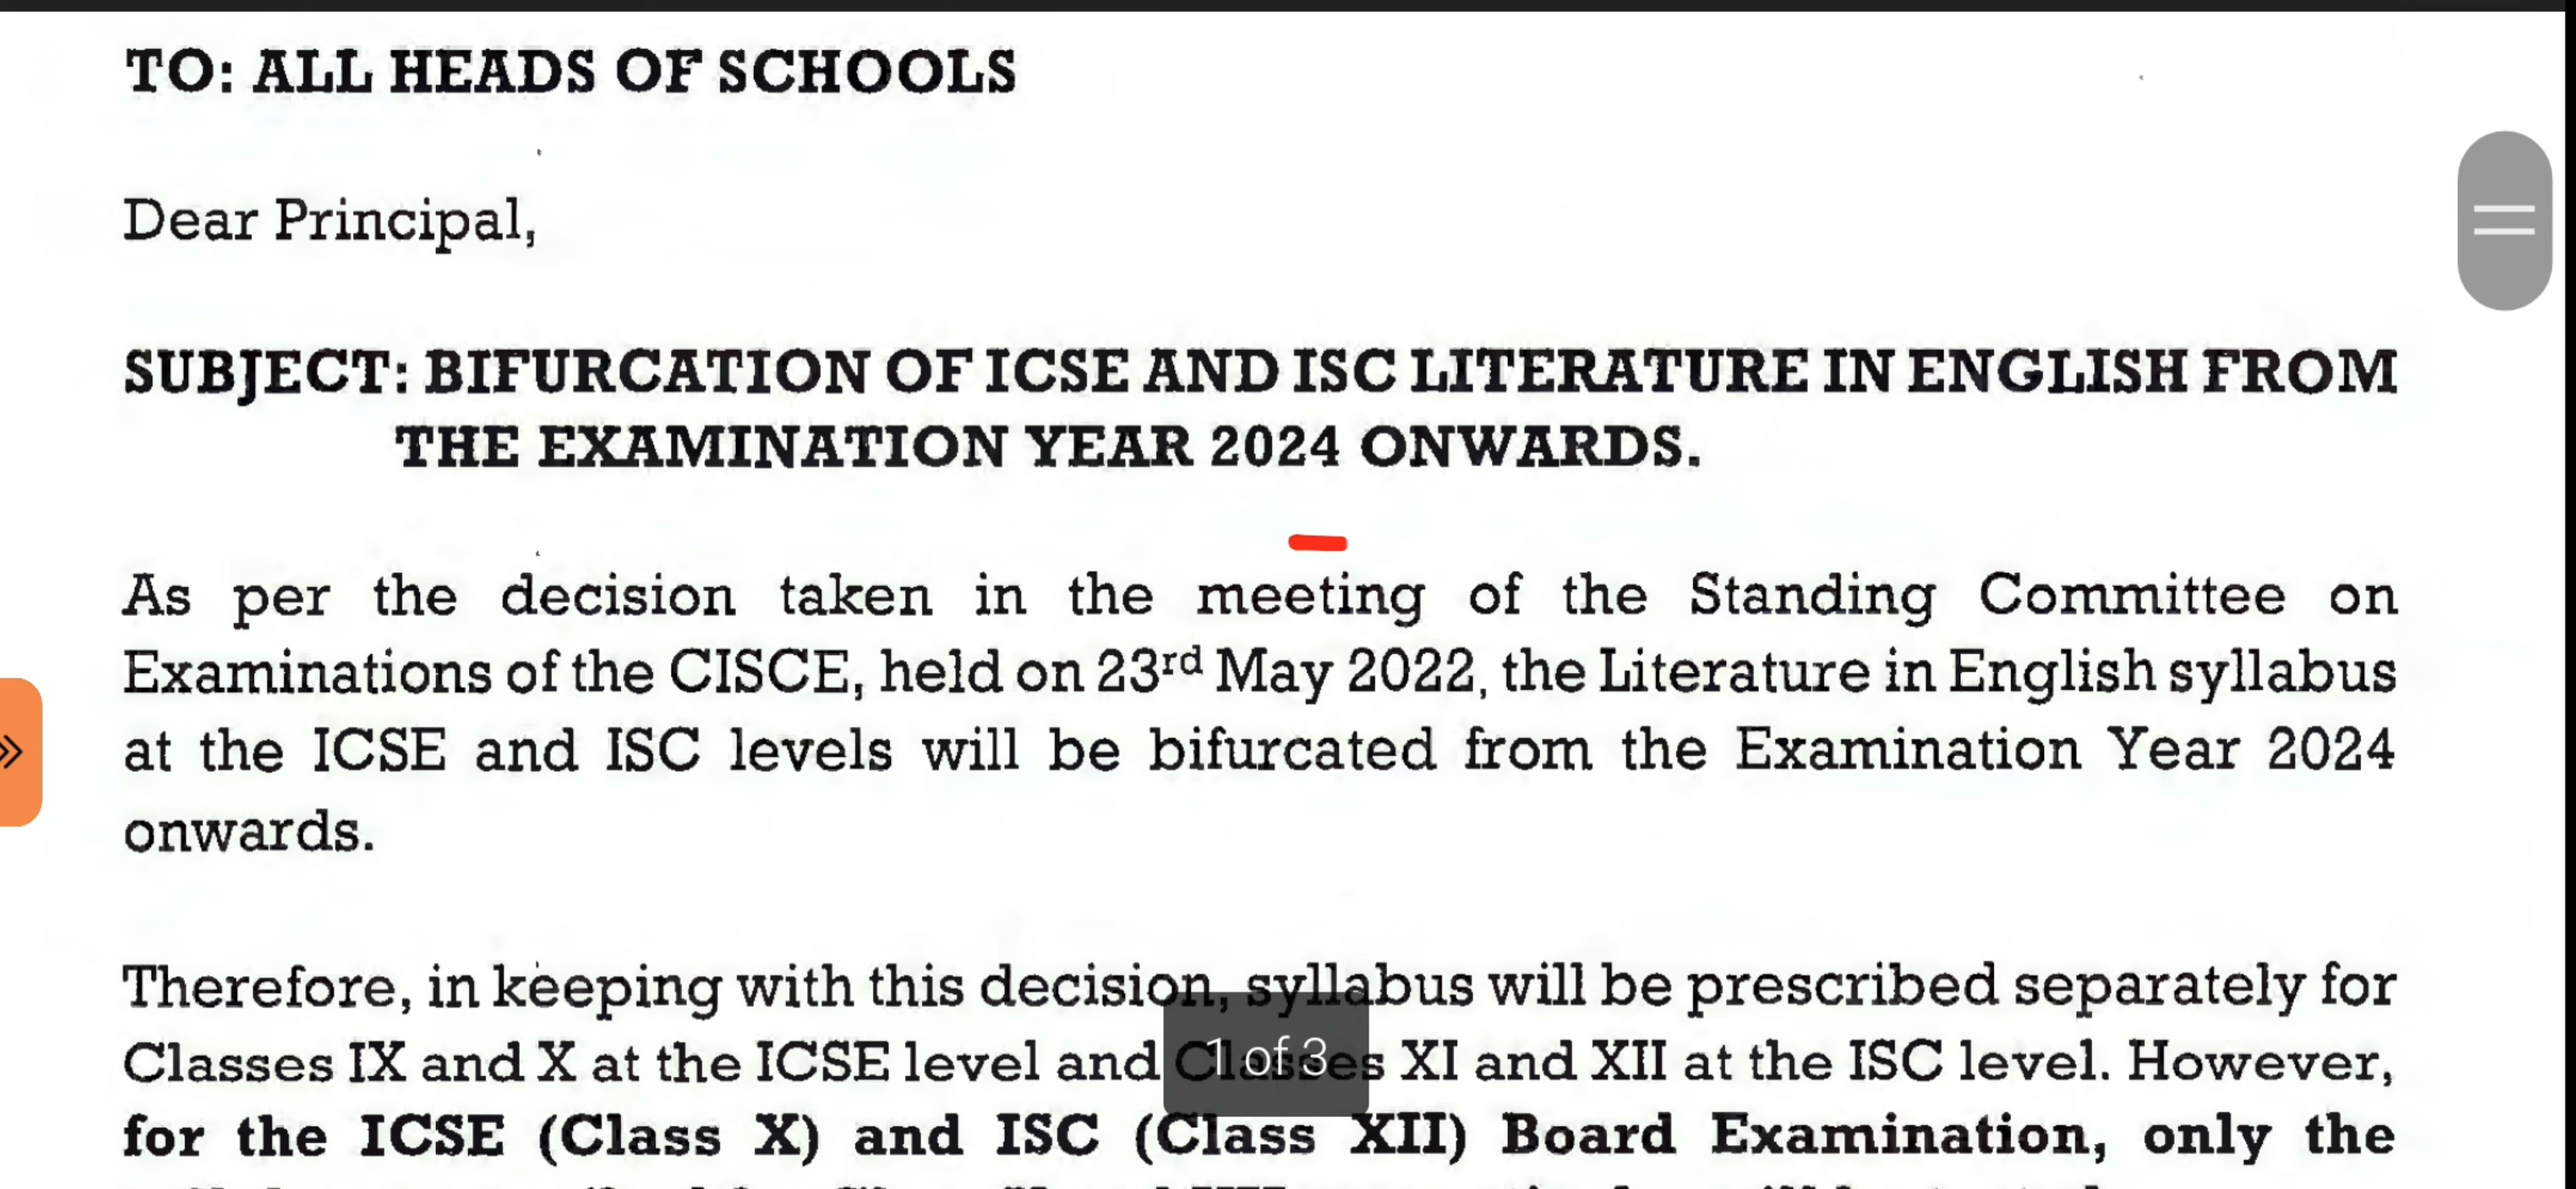 TO: ALL HEADS OF SCHOOLS
Dear Principal,
SUBJECT: BIFURCATION OF ICSE AND ISC LITERATURE IN ENGLISH FROM
THE EXAMINATION YEAR 2024 ONWARDS.
As per the decision taken in the meeting of the Standing Committee on
Examinations of the CISCE, held on 23rd May 2022, the Literature in English syllabus
at the ICSE and ISC levels will be bifurcated from the Examination Year 2024
onwards.
Therefore, in keeping with this decision, syllabus will be prescribed separately for
Classes IX and X at the ICSE level and Classes XI and XII at the ISC level. However,
1 of 3
for the ICSE (Class X) and ISC (Class XII) Board Examination, only the